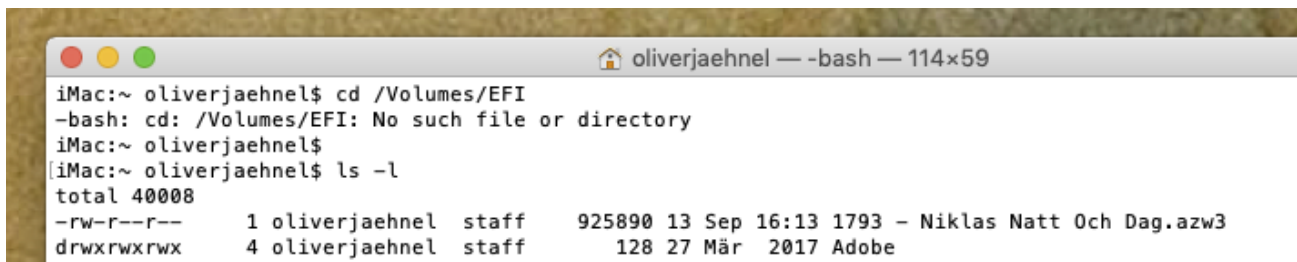 oliverjaehnel — -bash — 114×59
iMac:~ oliverjaehnel$ cd /Volumes/EFI
-bash: cd: /Volumes/EFI: No such file or directory
iMac:~ oliverjaehnel$
[iMac:~ oliverjaehnel$ ls -l
total 40008
-rw-r--r-- 1 oliverjaehnel staff 925890 13 Sep 16:13 1793 - Niklas Natt Och Dag.azw3
drwxrwxrwx 4 oliverjaehnel staff 128 27 Mär 2017 Adobe